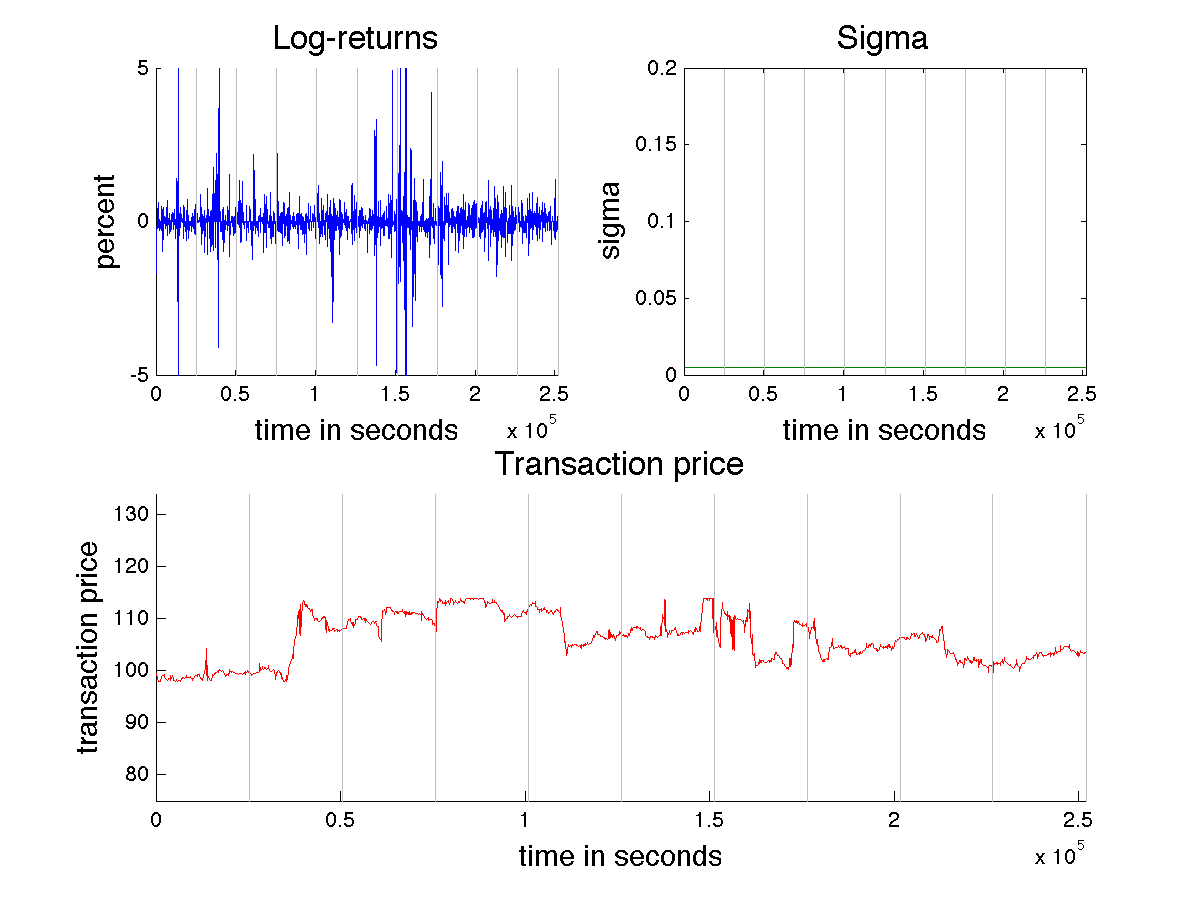 Log-returns
5
0
-5
percent
0 0.5 1 1.5 2 2.5
x 10^5
time in seconds
Sigma
0.2
0.15
0.1
0.05
0
sigma
0 0.5 1 1.5 2 2.5
x 10^5
time in seconds
Transaction price
130
120
110
100
90
80
transaction price
0 0.5 1 1.5 2 2.5
x 10^5
time in seconds